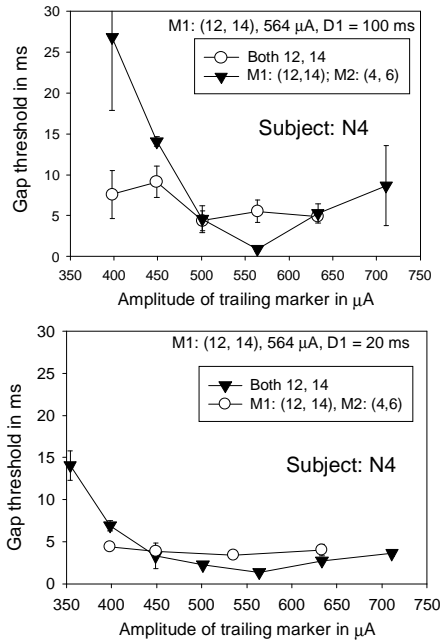 M1: (12, 14), 564 µA, D1 = 100 ms
Both 12, 14
M1: (12,14); M2: (4, 6)
Subject: N4
Gap threshold in ms
30
25
20
15
10
5
0
350 400 450 500 550 600 650 700 750
Amplitude of trailing marker in µA
M1: (12, 14), 564 µA, D1 = 20 ms
Both 12, 14
M1: (12, 14), M2: (4,6)
Subject: N4
Gap threshold in ms
30
25
20
15
10
5
0
350 400 450 500 550 600 650 700 750
Amplitude of trailing marker in µA